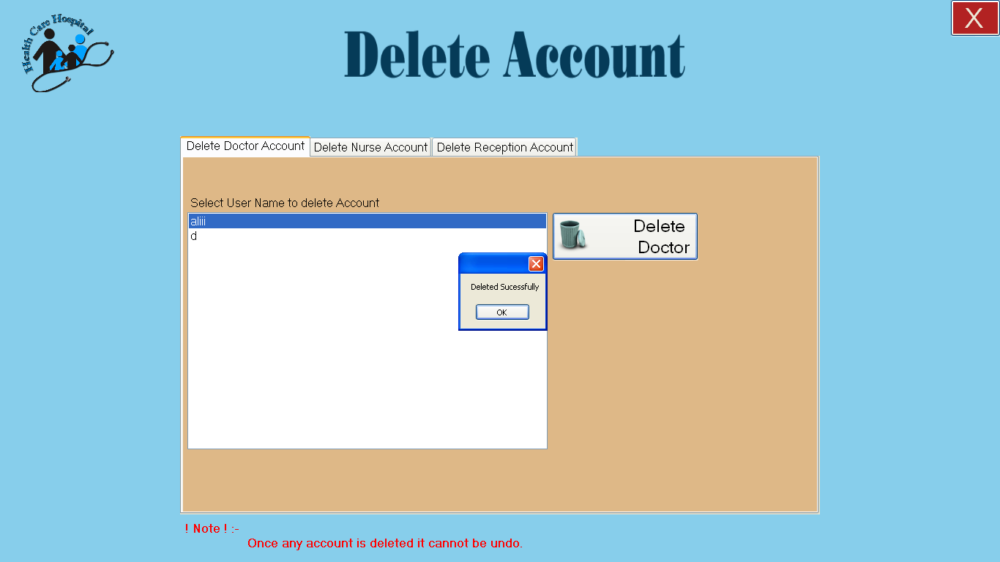 Health Care Hospital
X
Delete Account
Delete Doctor Account Delete Nurse Account Delete Reception Account
Select User Name to delete Account
aliii
d
Delete
Doctor
Deleted Sucessfully
OK
! Note ! :-
Once any account is deleted it cannot be undo.